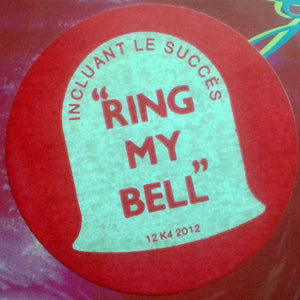 INCLUANT LE SUCCÈS
"RING
MY
BELL"
12 K4 2012